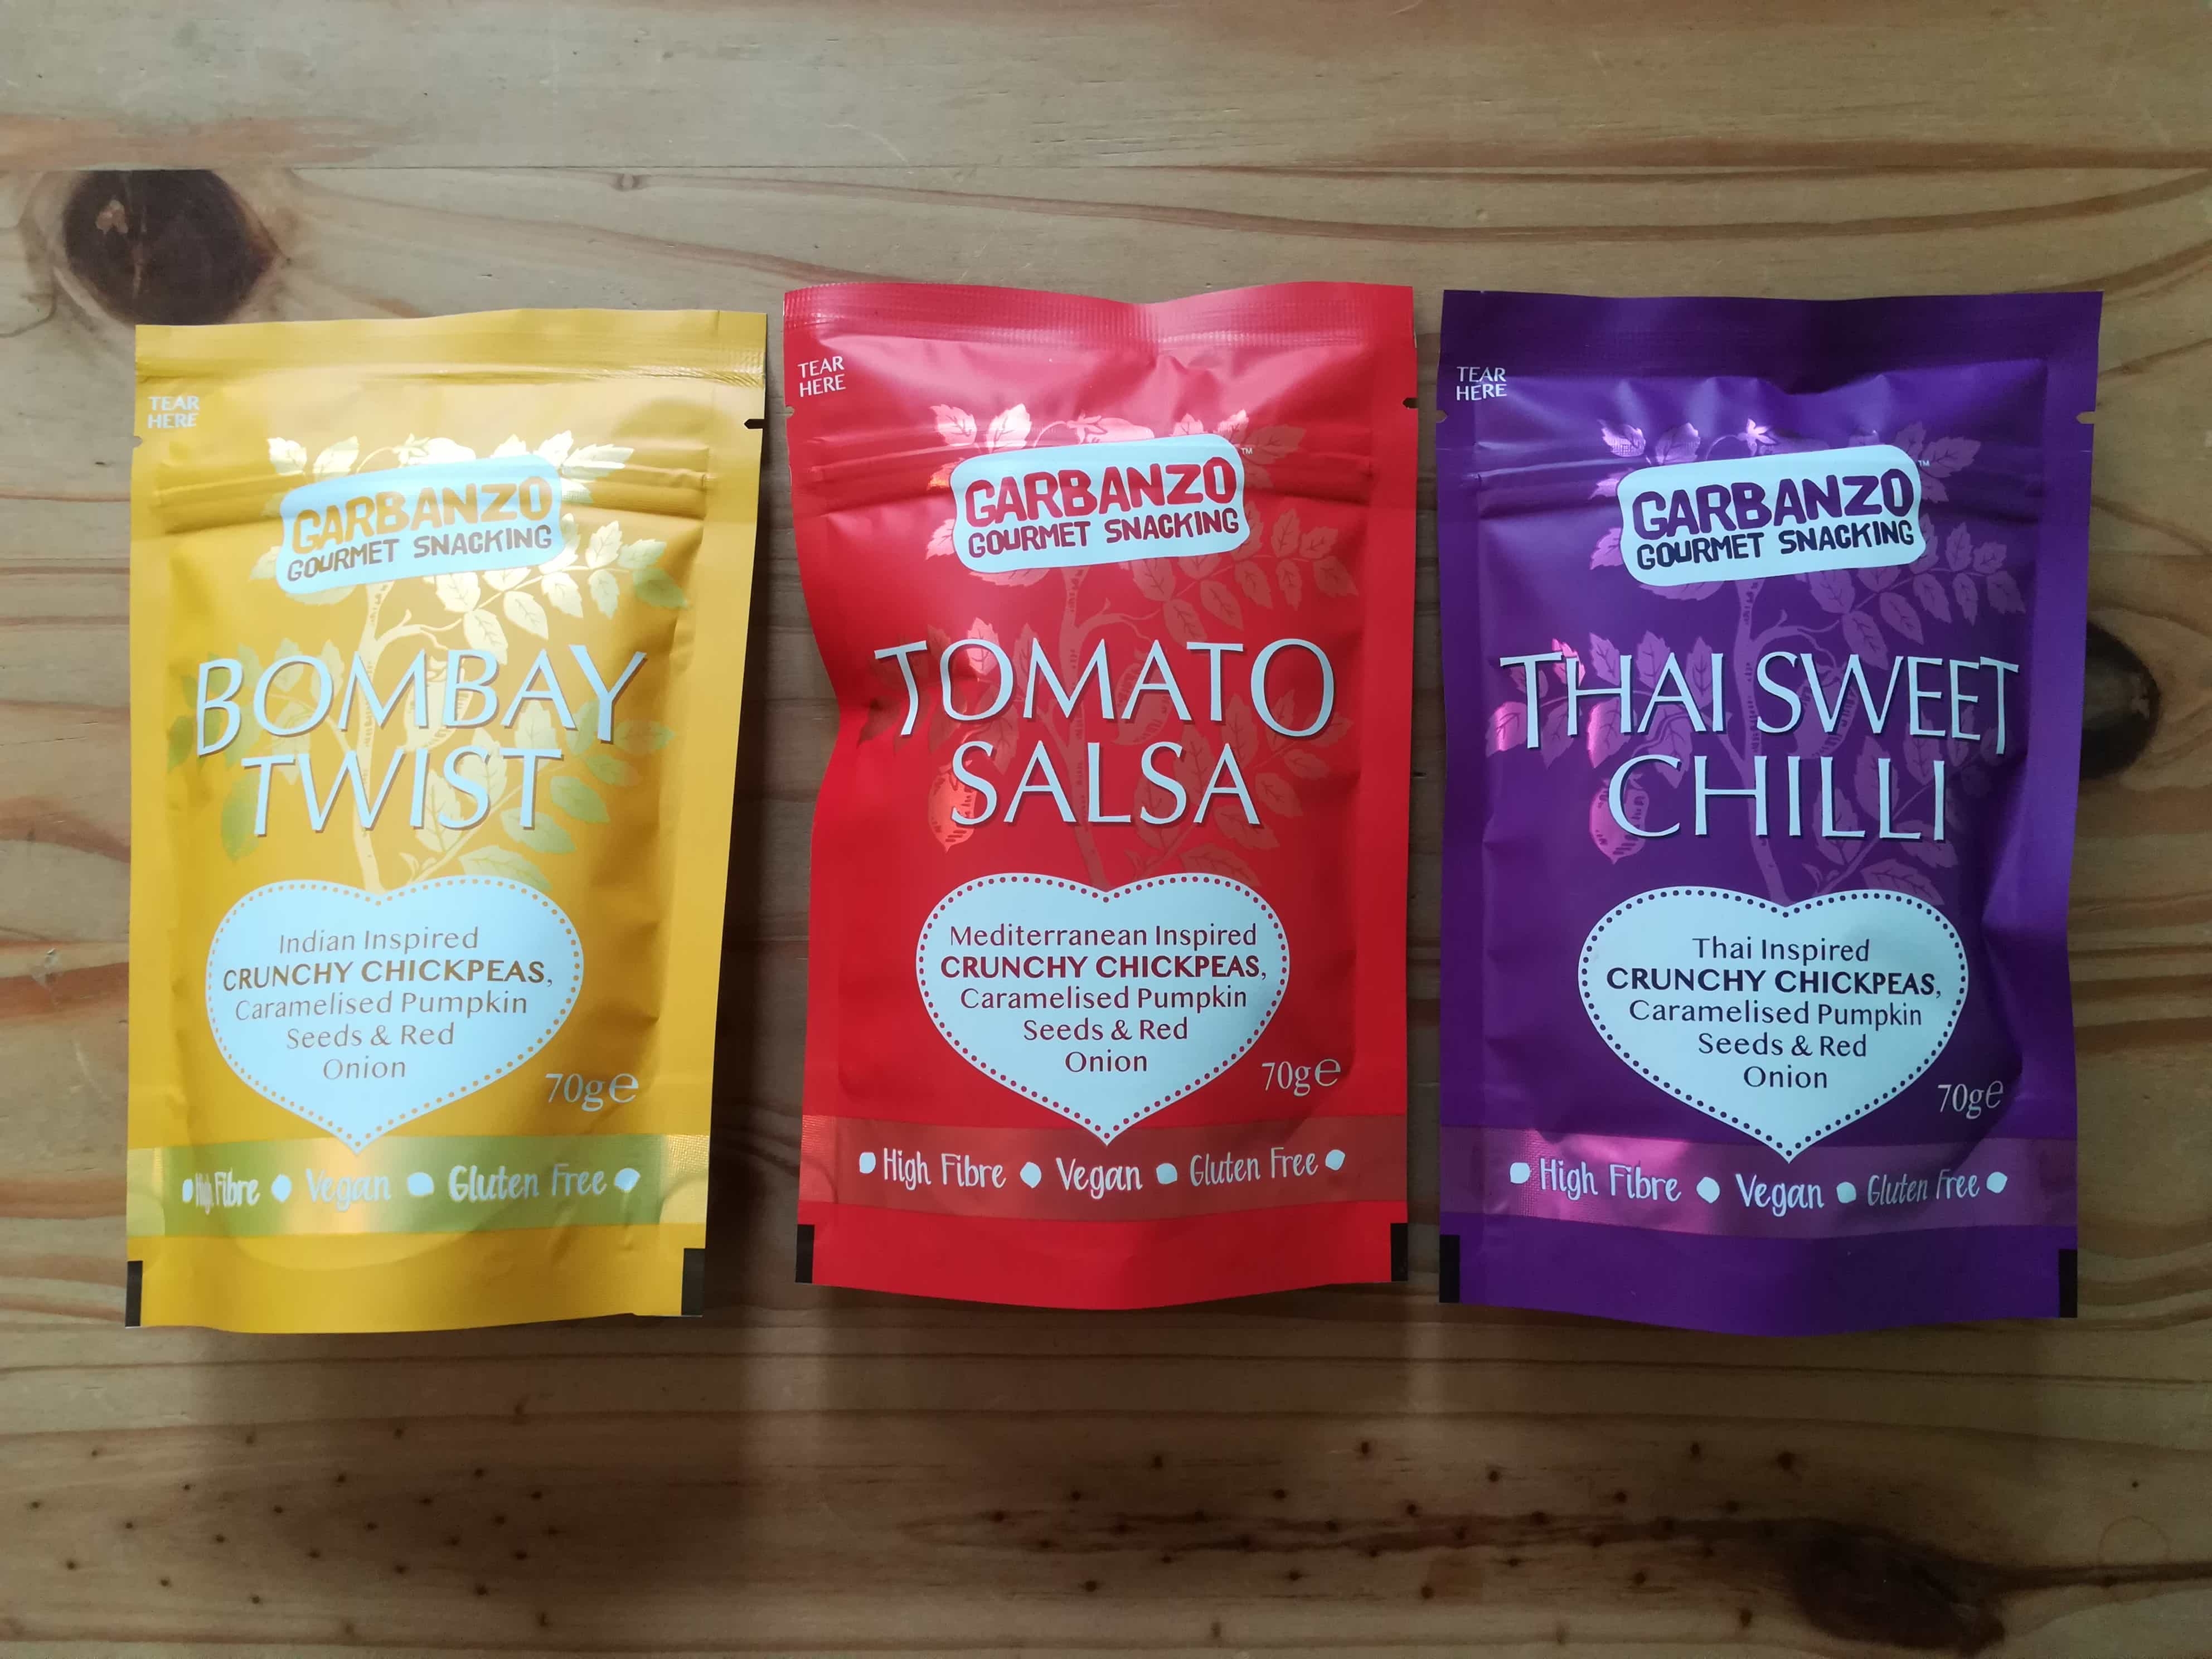 TEAR
HERE
GARBANZO
GOURMET SNACKING
BOMBAY
TWIST
Indian Inspired
CRUNCHY CHICKPEAS,
Caramelised Pumpkin
Seeds & Red
Onion
70g℮
High Fibre • Vegan • Gluten Free
TEAR
HERE
GARBANZO™
GOURMET SNACKING
TOMATO
SALSA
Mediterranean Inspired
CRUNCHY CHICKPEAS,
Caramelised Pumpkin
Seeds & Red
Onion
70g℮
High Fibre • Vegan • Gluten Free
TEAR
HERE
GARBANZO™
GOURMET SNACKING
THAI SWEET
CHILLI
Thai Inspired
CRUNCHY CHICKPEAS,
Caramelised Pumpkin
Seeds & Red
Onion
70g℮
High Fibre • Vegan • Gluten Free